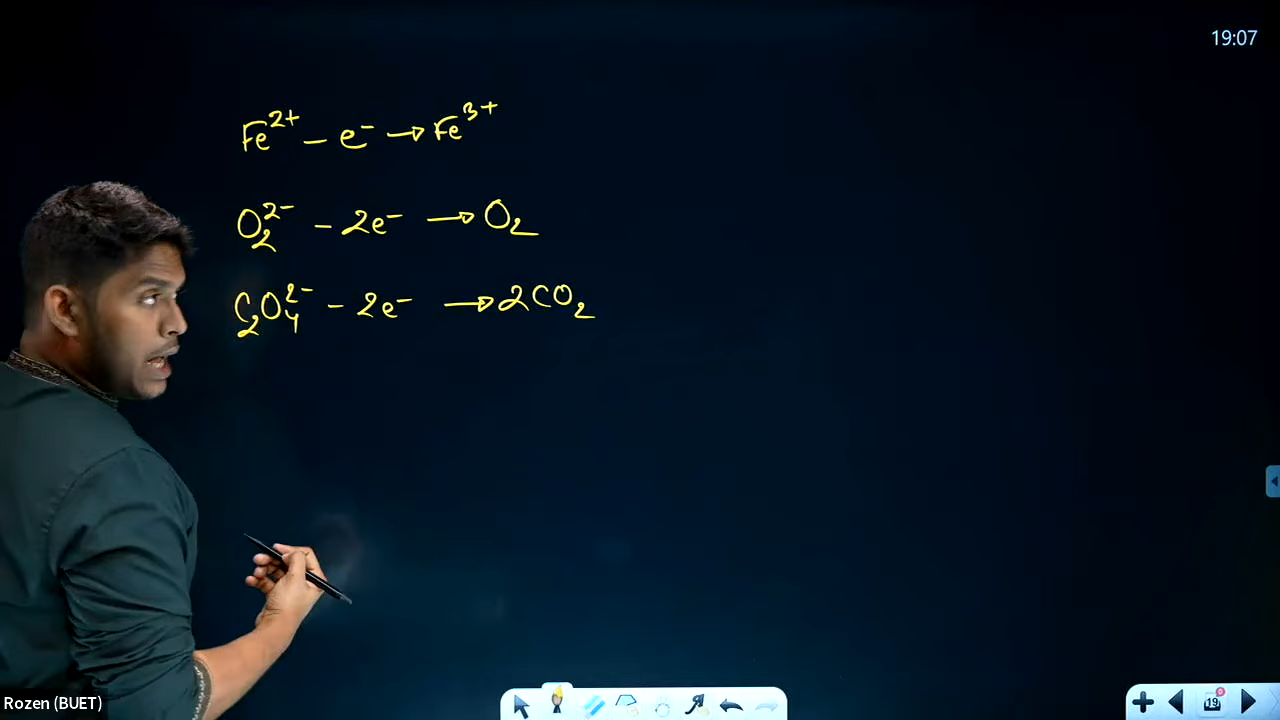 19:07
Fe²⁺ – e⁻ → Fe³⁺
O₂²⁻ – 2e⁻ → O₂
C₂O₄²⁻ – 2e⁻ → 2CO₂
Rozen (BUET)
19